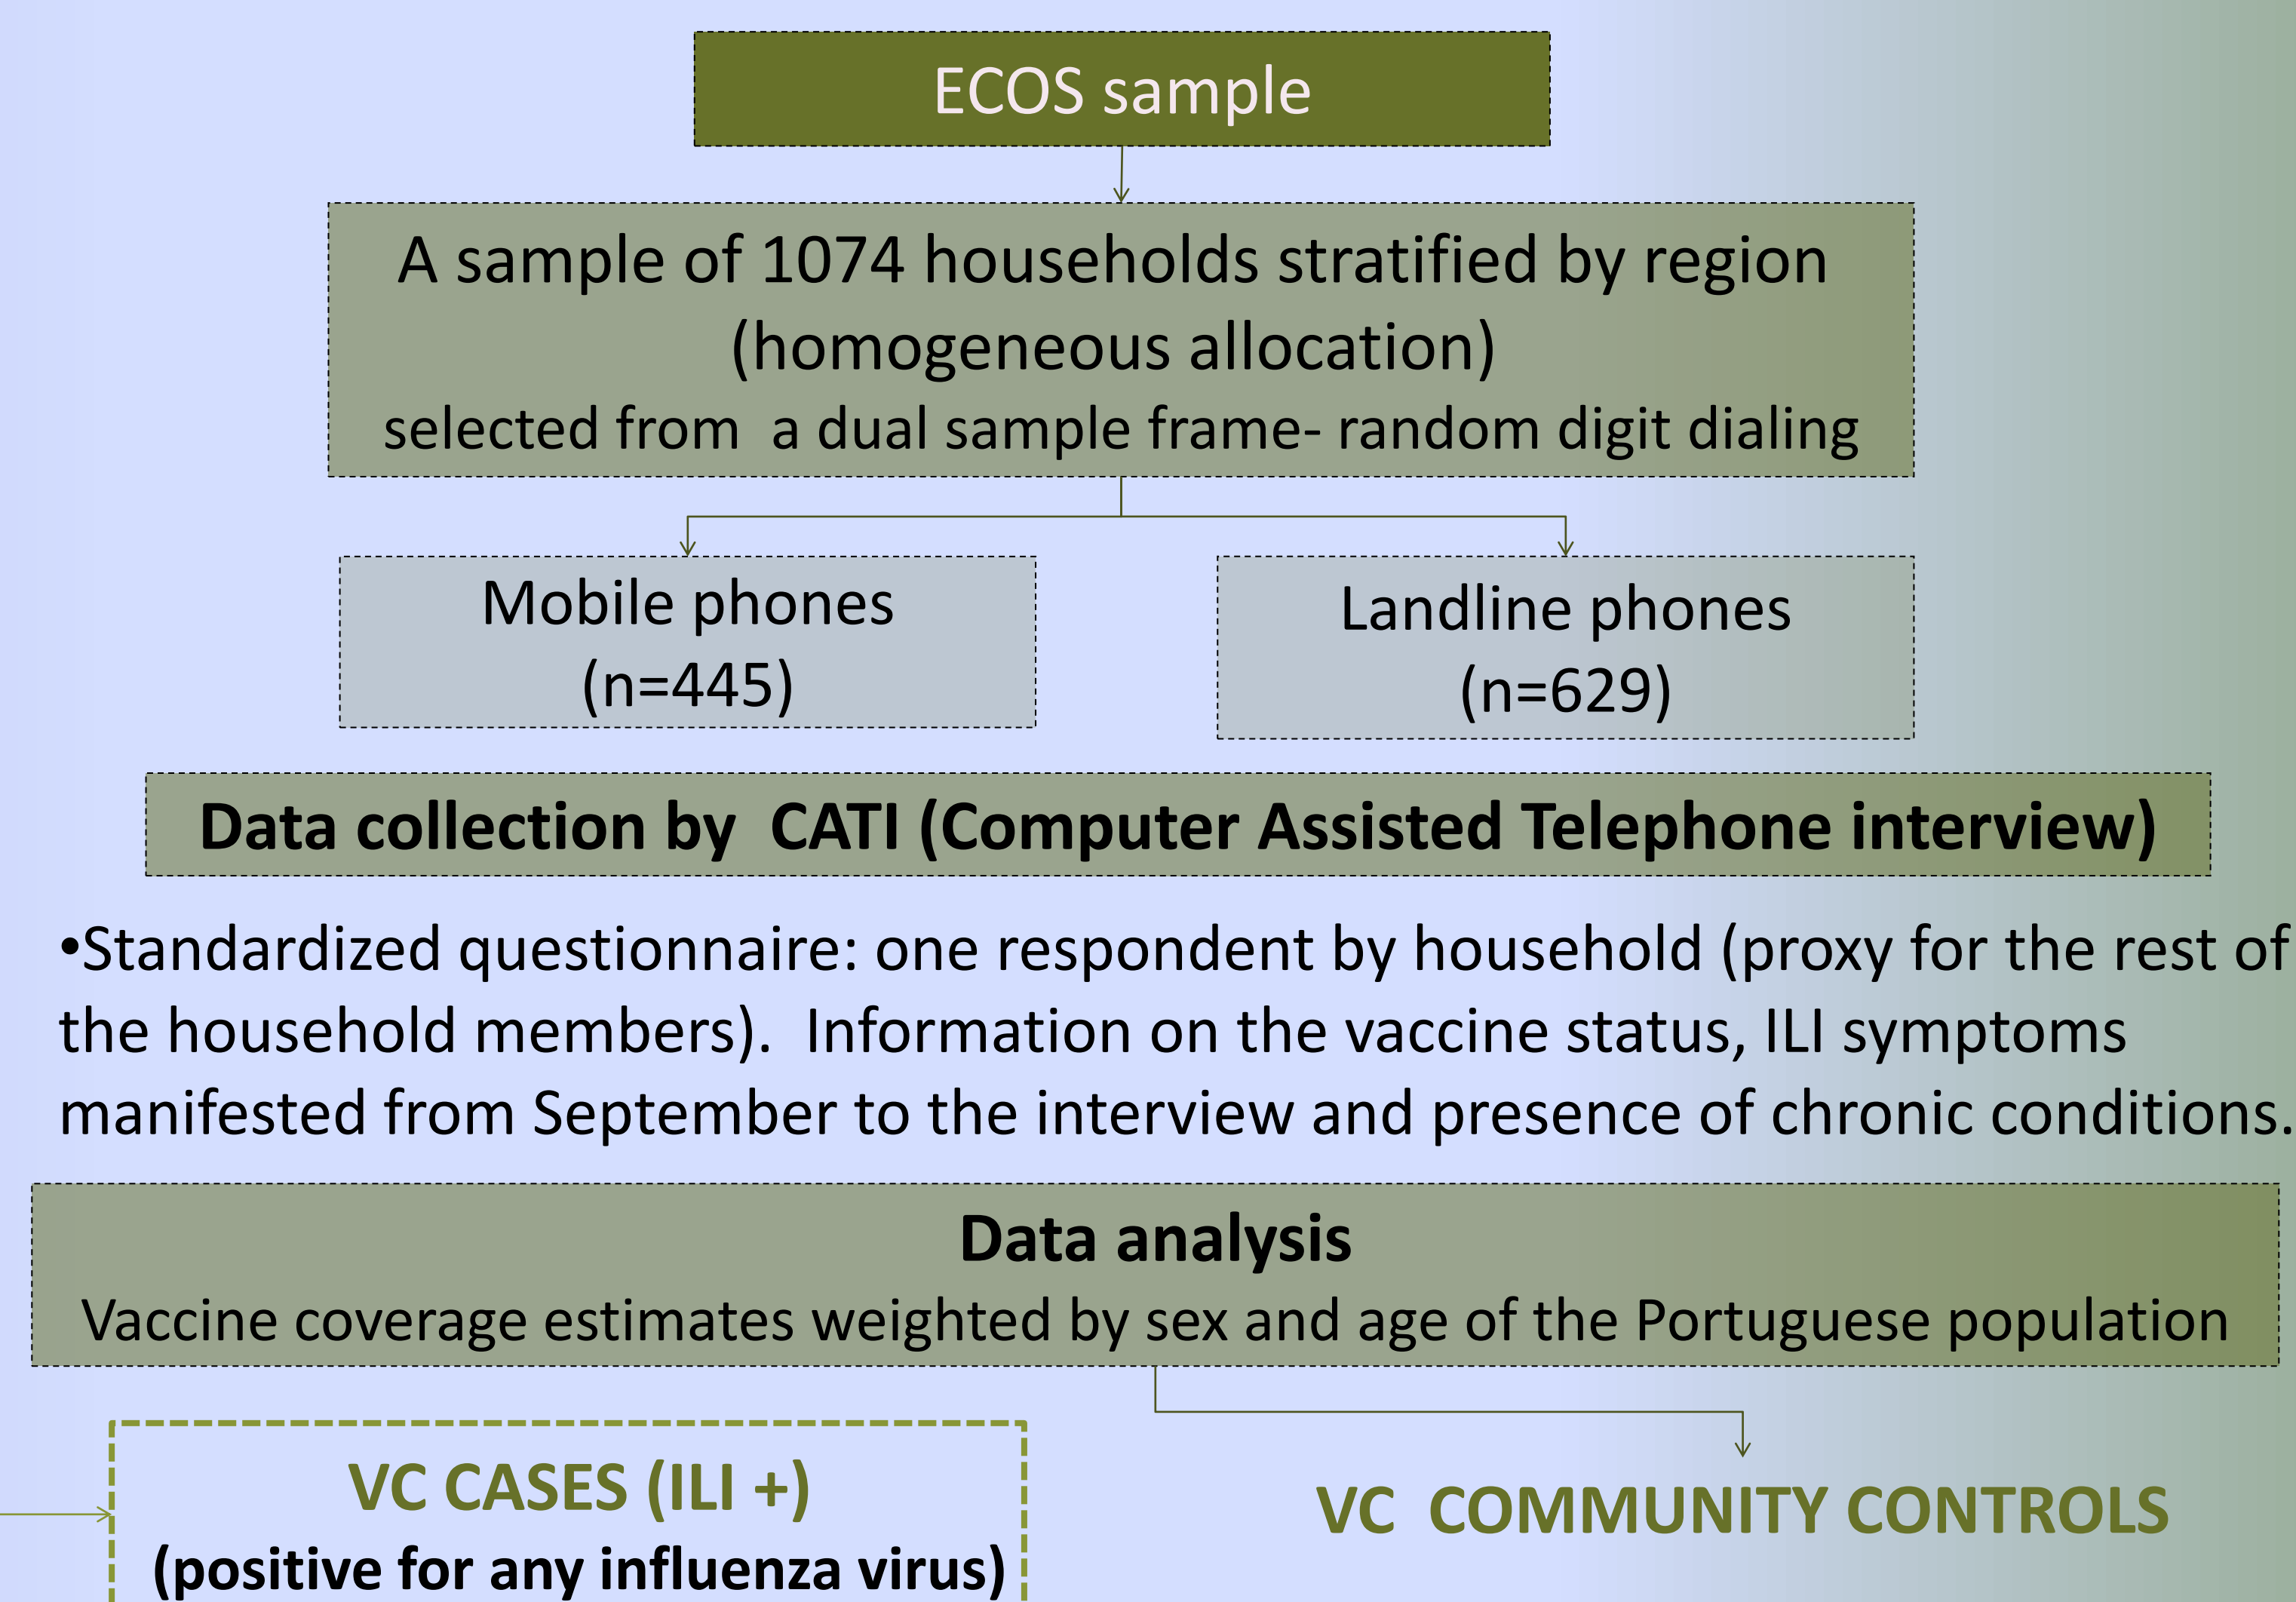 ECOS sample
A sample of 1074 households stratified by region
(homogeneous allocation)
selected from a dual sample frame- random digit dialing
Mobile phones
(n=445)
Landline phones
(n=629)
Data collection by CATI (Computer Assisted Telephone interview)
•Standardized questionnaire: one respondent by household (proxy for the rest of
the household members). Information on the vaccine status, ILI symptoms
manifested from September to the interview and presence of chronic conditions.
Data analysis
Vaccine coverage estimates weighted by sex and age of the Portuguese population
VC CASES (ILI +)
(positive for any influenza virus)
VC COMMUNITY CONTROLS